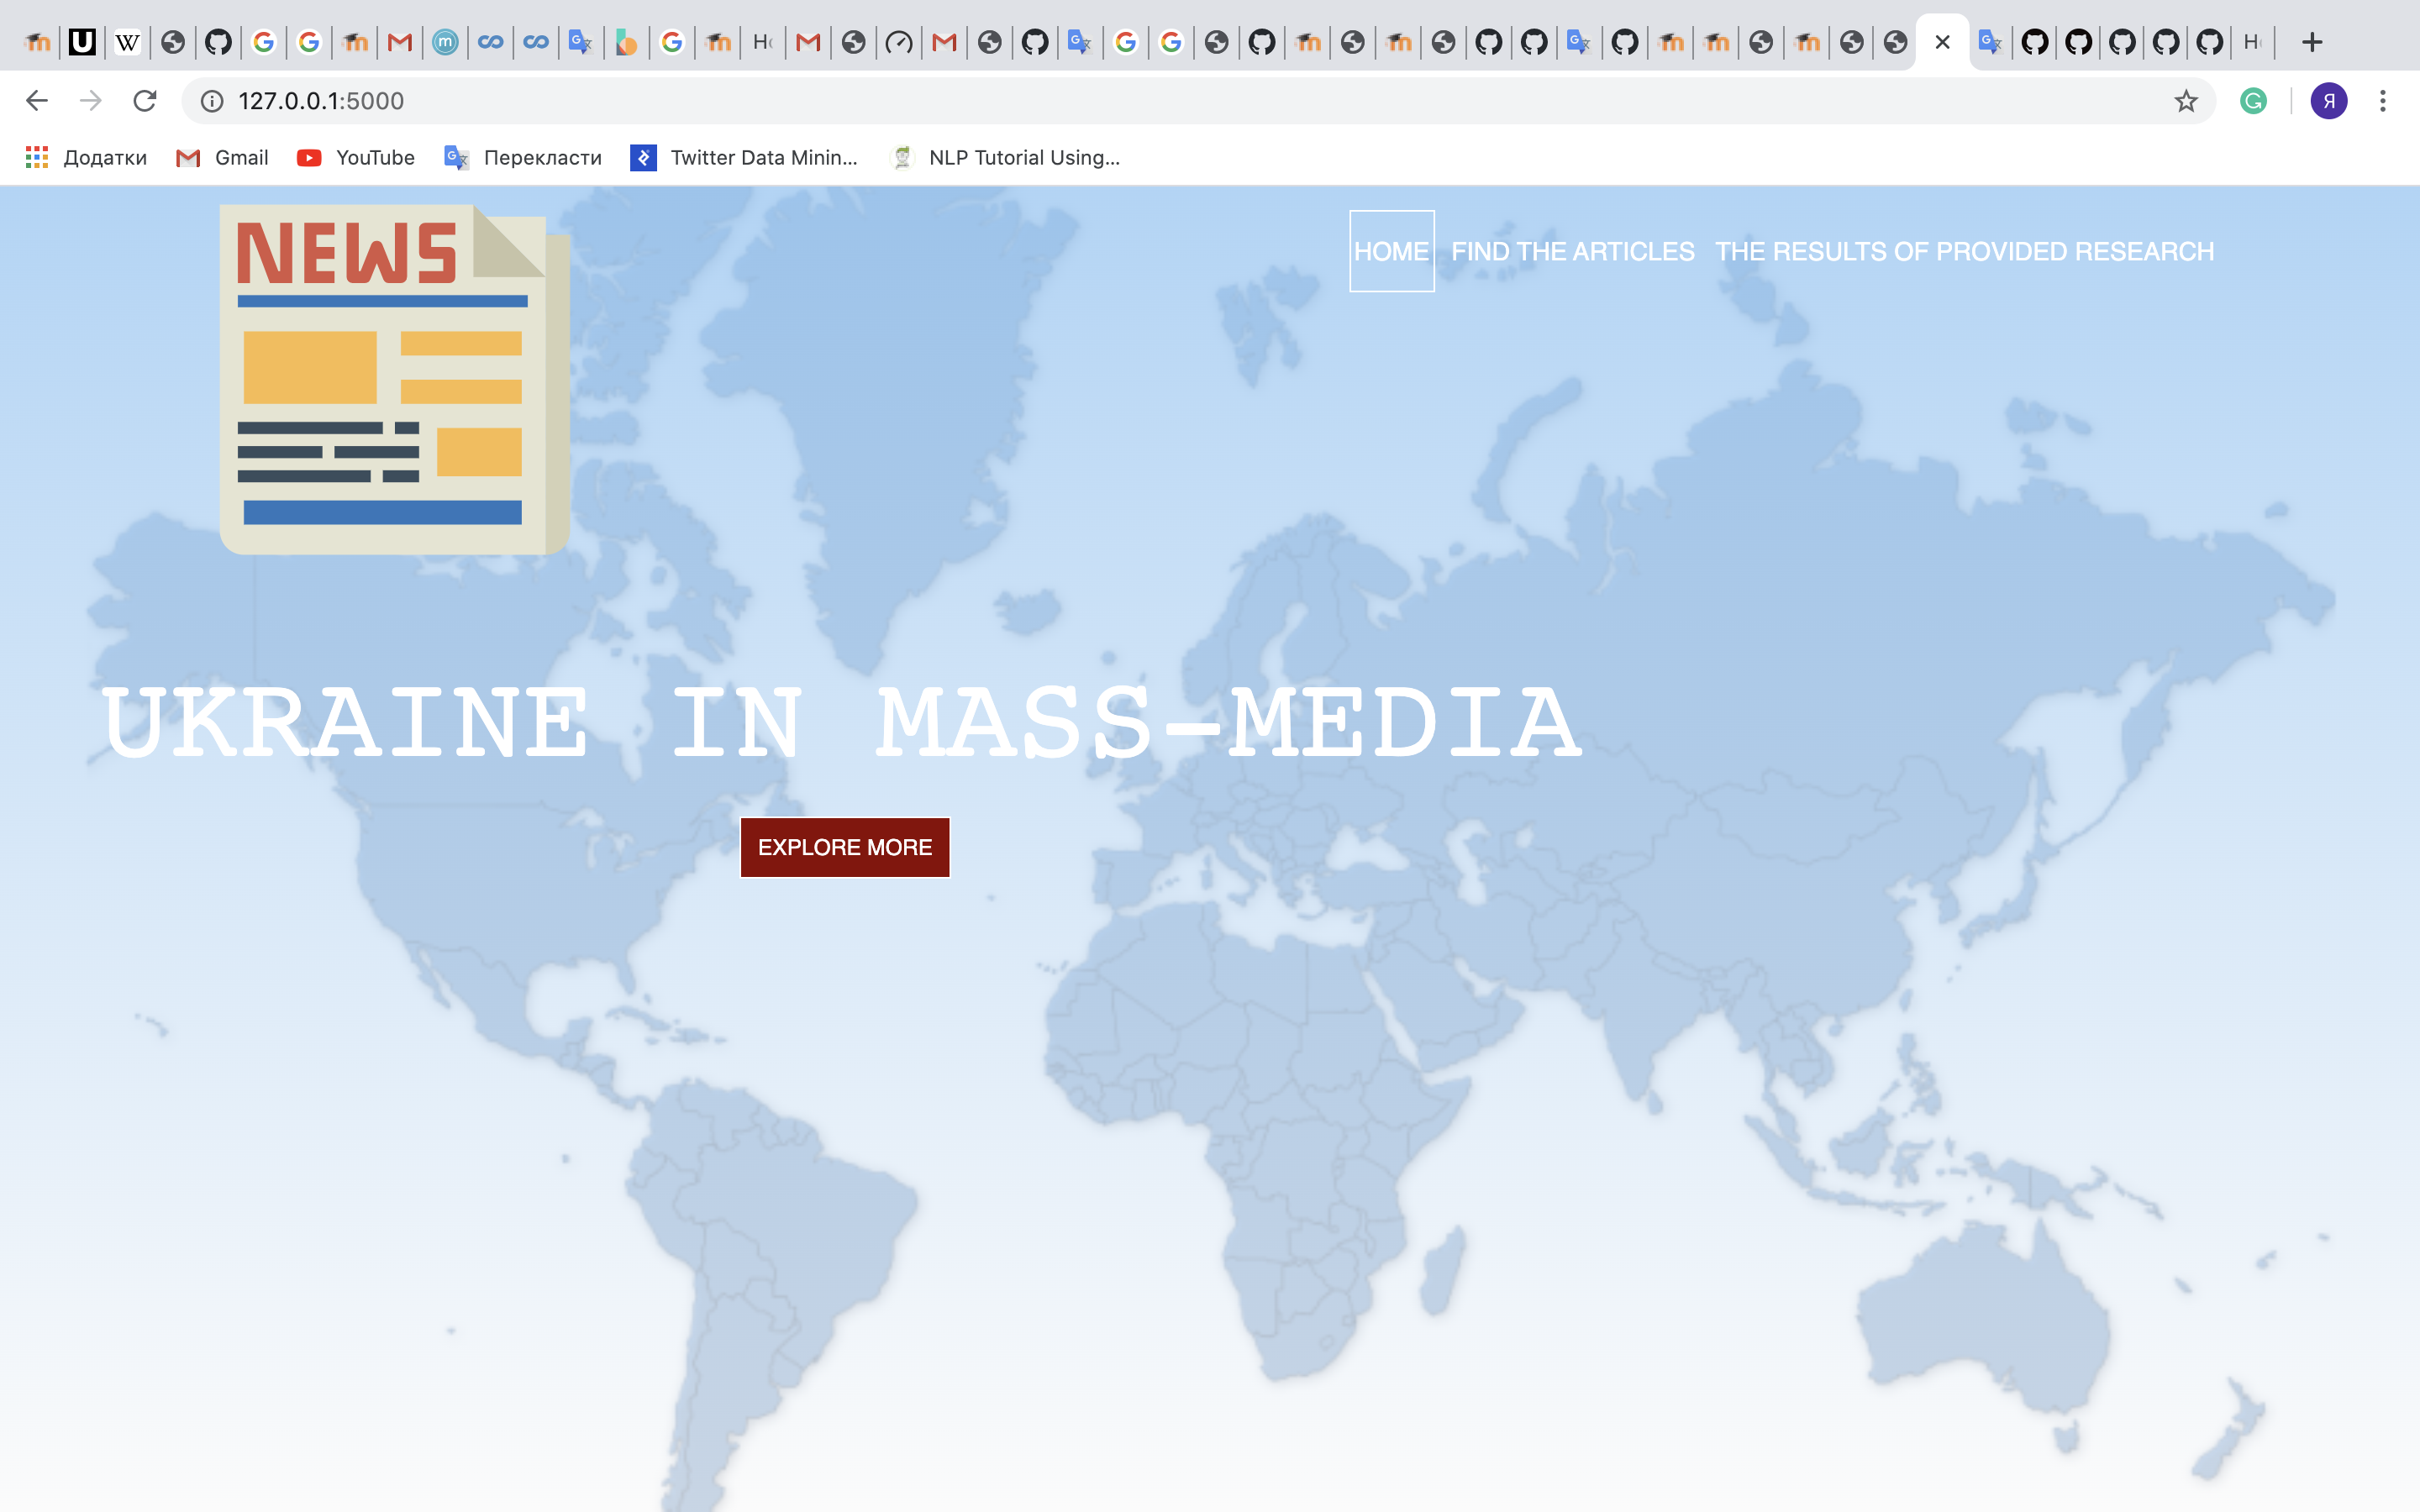 127.0.0.1:5000
Я
Додатки Gmail YouTube Перекласти Twitter Data Minin... NLP Tutorial Using...
NEWS
HOME FIND THE ARTICLES THE RESULTS OF PROVIDED RESEARCH
UKRAINE IN MASS-MEDIA
EXPLORE MORE